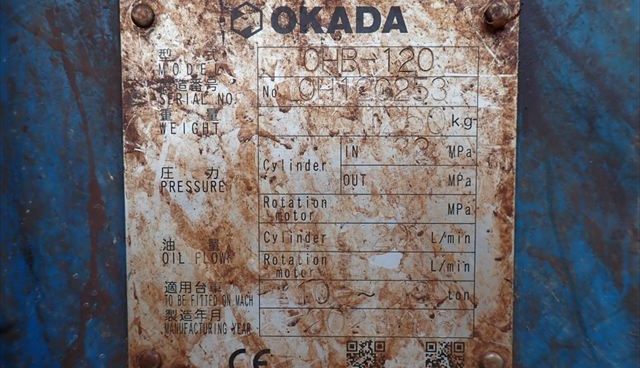 OKADA
型 式
MODEL
OHB-120
製造番号
SERIAL NO.
No.
重 量
WEIGHT
kg
圧 力
PRESSURE
Cylinder
IN
MPa
OUT
MPa
Rotation motor
MPa
油 量
OIL FLOW
Cylinder
L/min
Rotation motor
L/min
適用台車
TO BE FITTED ON MACH
~
ton
製造年月
MANUFACTURING YEAR
CE